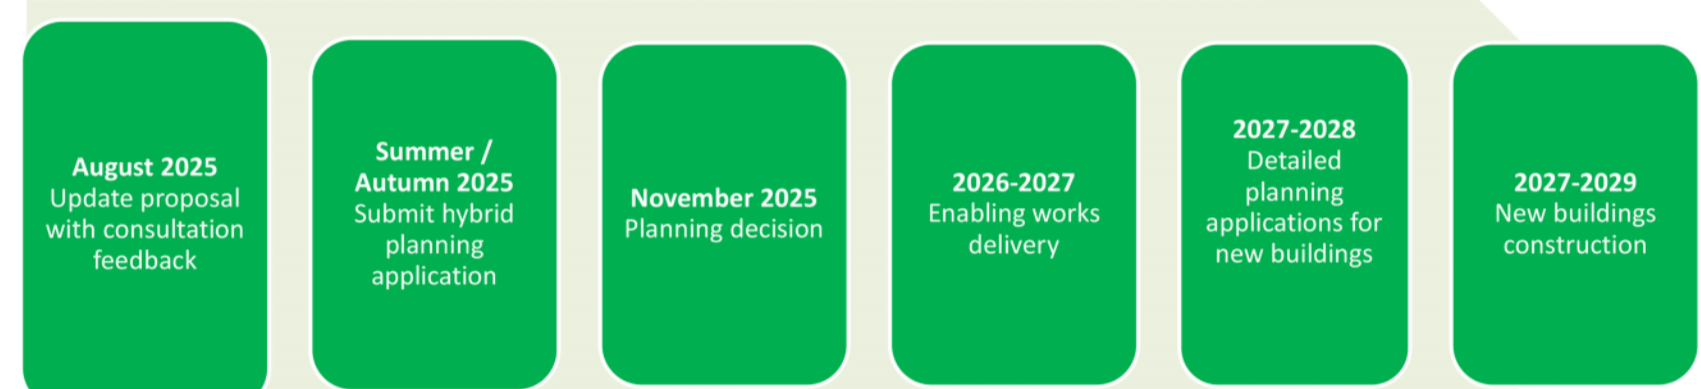 August 2025
Update proposal
with consultation
feedback
Summer /
Autumn 2025
Submit hybrid
planning
application
November 2025
Planning decision
2026-2027
Enabling works
delivery
2027-2028
Detailed
planning
applications for
new buildings
2027-2029
New buildings
construction